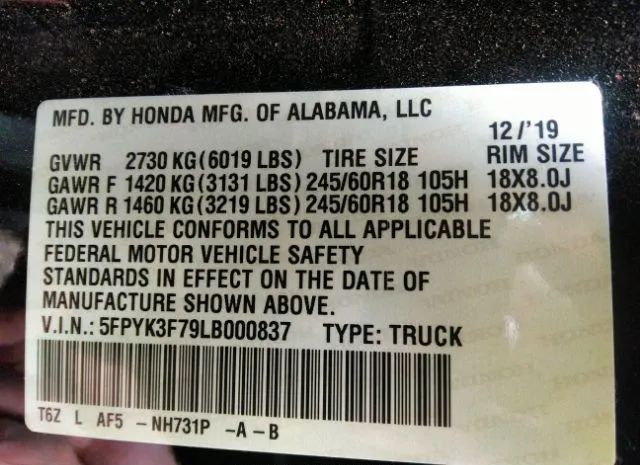 MFD. BY HONDA MFG. OF ALABAMA, LLC
12/'19
GVWR 2730 KG(6019 LBS) TIRE SIZE RIM SIZE
GAWR F 1420 KG(3131 LBS) 245/60R18 105H 18X8.0J
GAWR R 1460 KG(3219 LBS) 245/60R18 105H 18X8.0J
THIS VEHICLE CONFORMS TO ALL APPLICABLE
FEDERAL MOTOR VEHICLE SAFETY
STANDARDS IN EFFECT ON THE DATE OF
MANUFACTURE SHOWN ABOVE.
V.I.N.: 5FPYK3F79LB000837 TYPE: TRUCK
T6Z L AF5 - NH731P -A-B